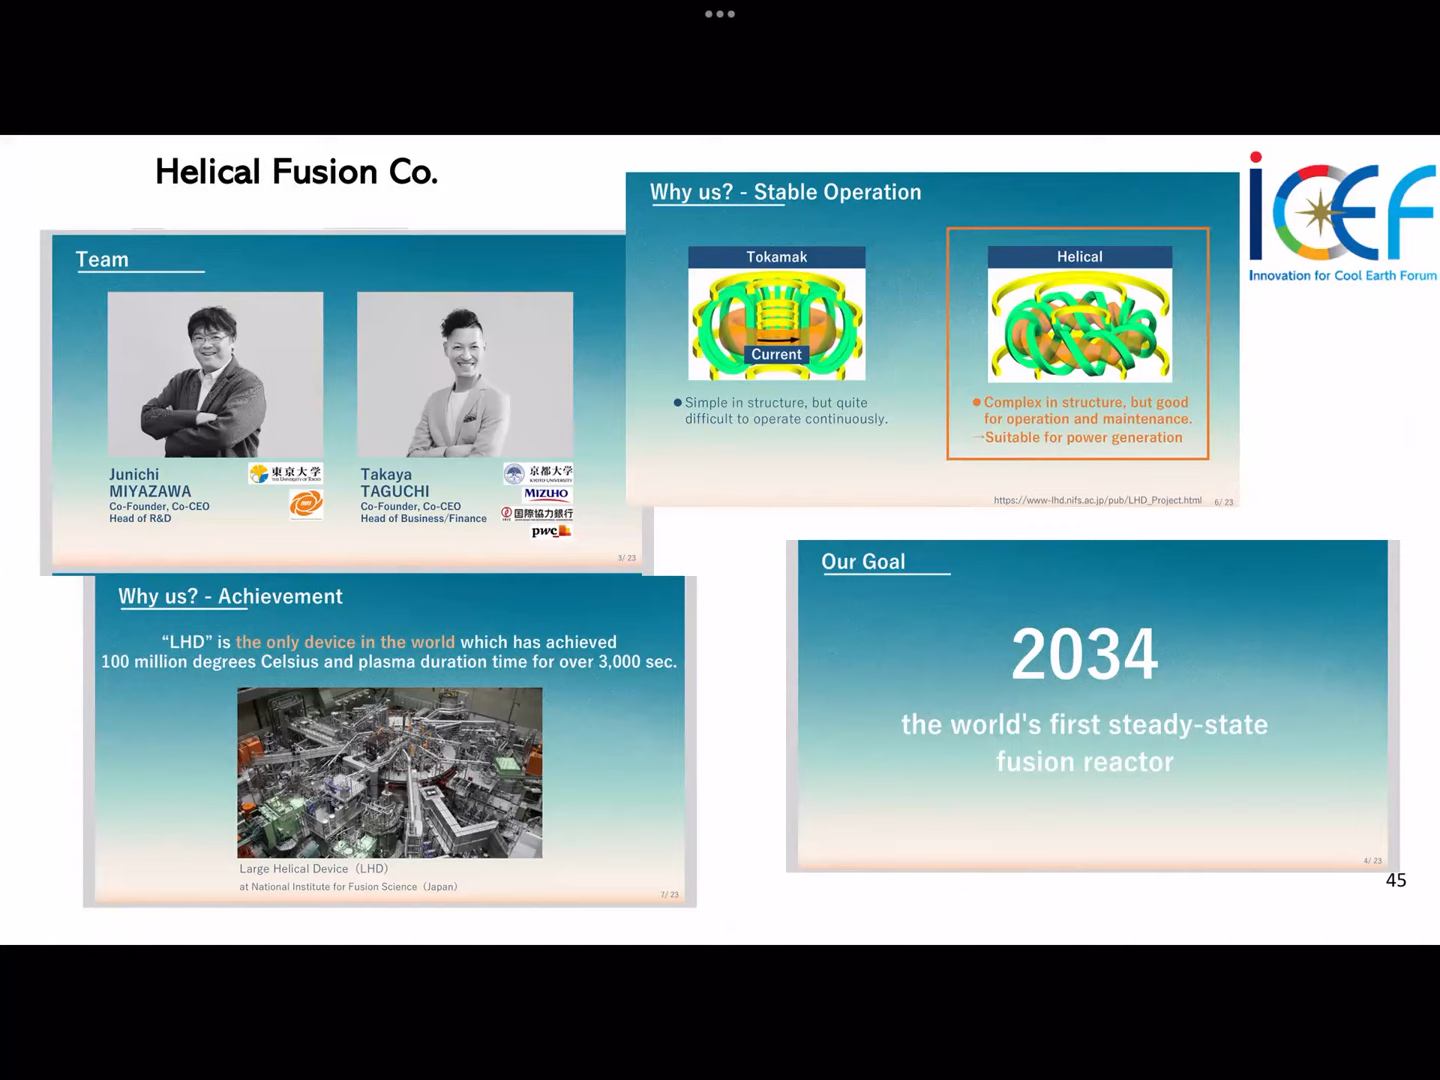 Helical Fusion Co.
iCEF
Innovation for Cool Earth Forum
Team
Junichi
MIYAZAWA
Co-Founder, Co-CEO
Head of R&D
東京大学
THE UNIVERSITY OF TOKYO
Takaya
TAGUCHI
Co-Founder, Co-CEO
Head of Business/Finance
京都大学
KYOTO UNIVERSITY
MIZUHO
国際協力銀行
pwc
3/ 23
Why us? - Stable Operation
Tokamak
Current
● Simple in structure, but quite
difficult to operate continuously.
Helical
● Complex in structure, but good
for operation and maintenance.
→Suitable for power generation
https://www-lhd.nifs.ac.jp/pub/LHD_Project.html
6/ 23
Why us? - Achievement
“LHD” is the only device in the world which has achieved
100 million degrees Celsius and plasma duration time for over 3,000 sec.
Large Helical Device（LHD）
at National Institute for Fusion Science（Japan）
7/ 23
Our Goal
2034
the world's first steady-state
fusion reactor
4/ 23
45